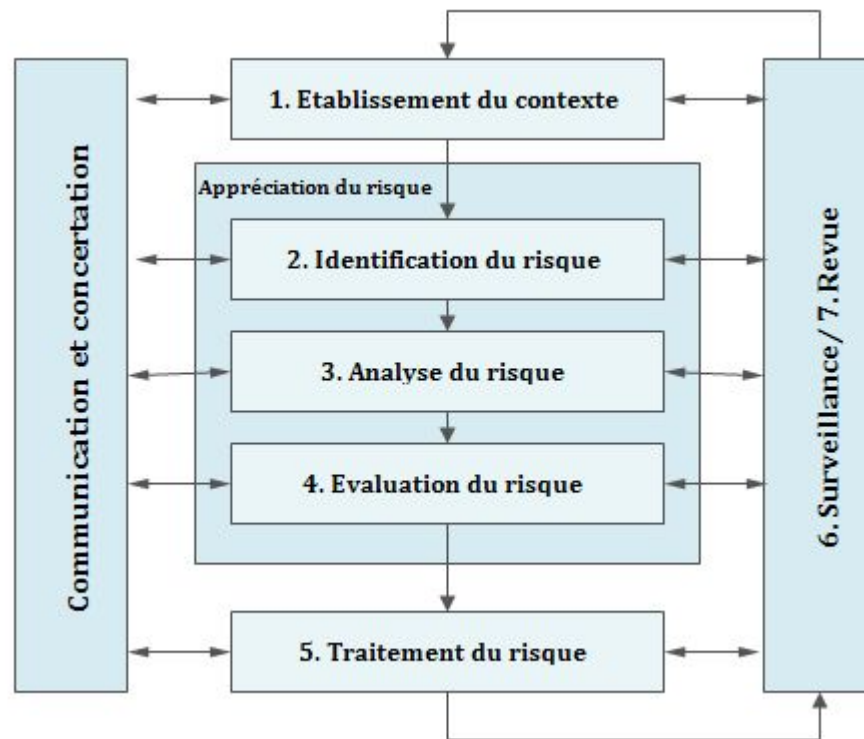 1. Etablissement du contexte
Appréciation du risque
2. Identification du risque
3. Analyse du risque
4. Evaluation du risque
5. Traitement du risque
Communication et concertation
6. Surveillance/ 7.Revue